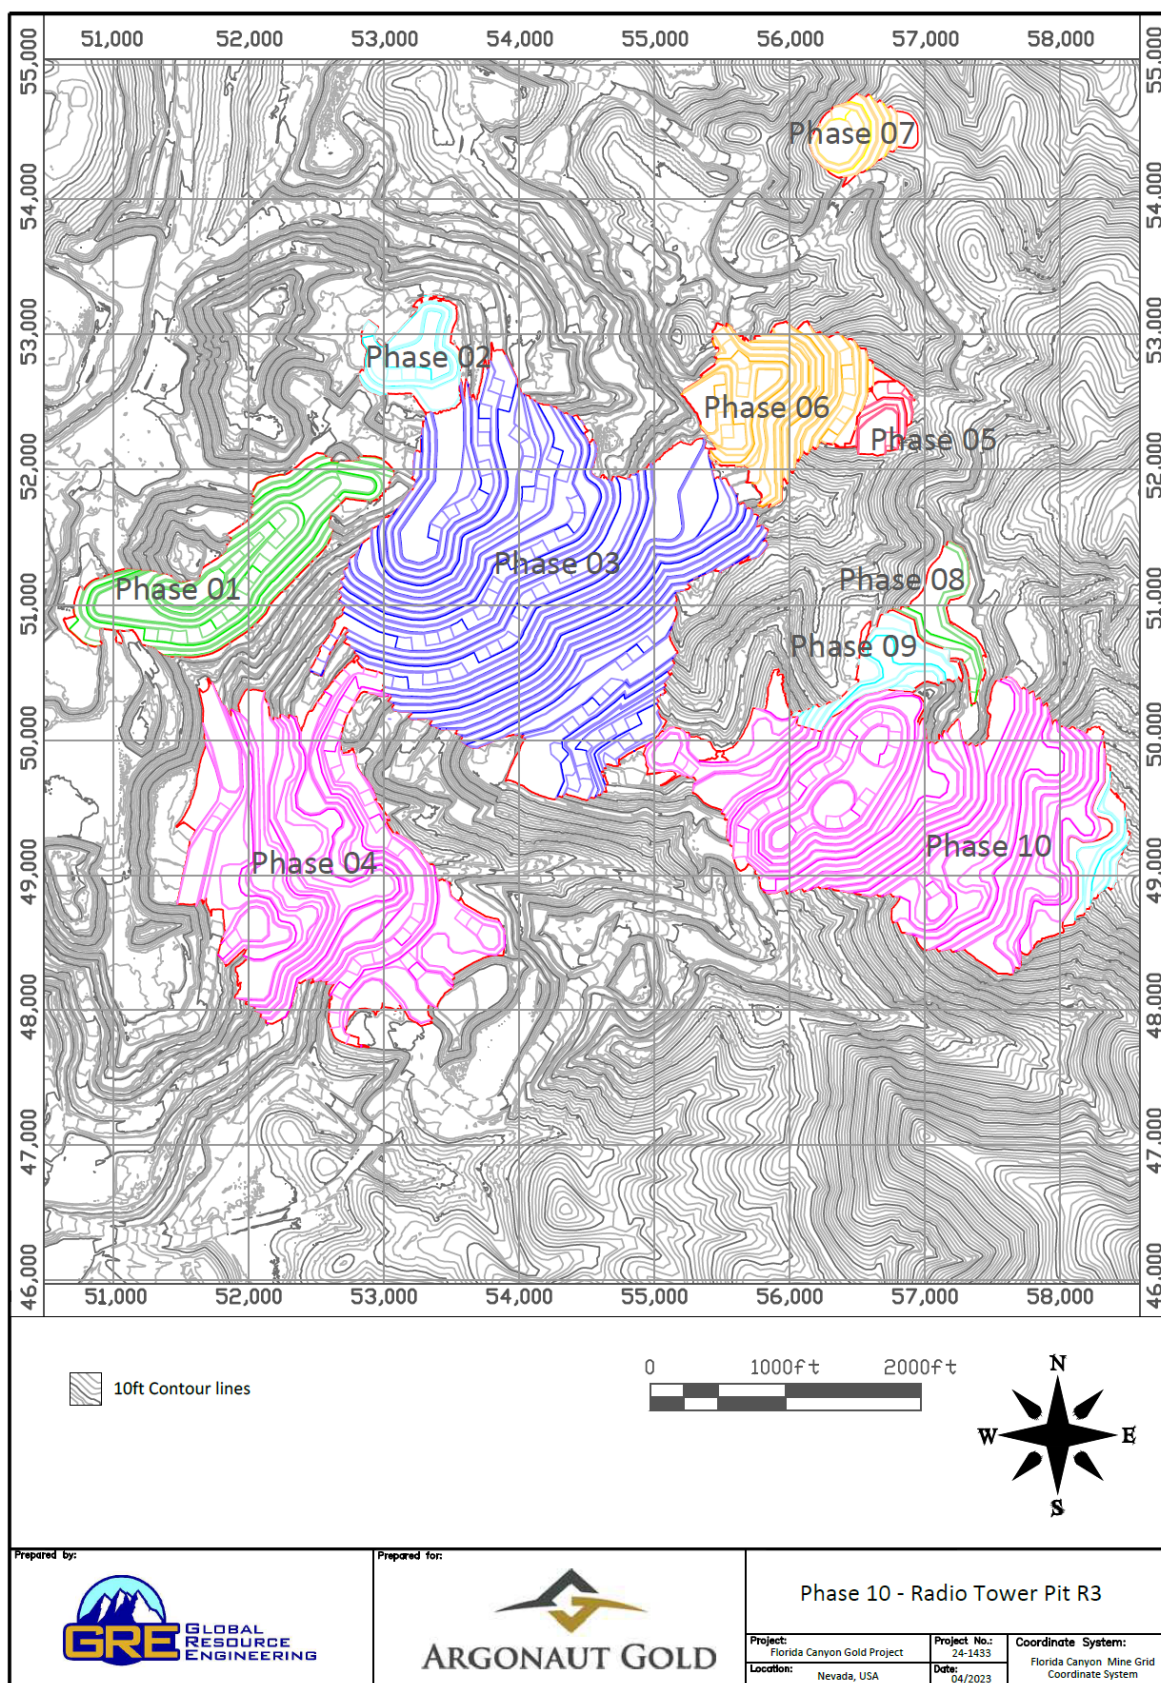 51,000 52,000 53,000 54,000 55,000 56,000 57,000 58,000
55,000 55,000
Phase 07
54,000 54,000
53,000 53,000
Phase 02
Phase 06
Phase 05
52,000 52,000
Phase 03
Phase 08
Phase 01
51,000 51,000
Phase 09
50,000 50,000
Phase 10
Phase 04
49,000 49,000
48,000 48,000
47,000 47,000
46,000 46,000
51,000 52,000 53,000 54,000 55,000 56,000 57,000 58,000
10ft Contour lines
0 1000ft 2000ft
N
W E
S
Prepared by:
GRE GLOBAL
RESOURCE
ENGINEERING
Prepared for:
ARGONAUT GOLD
Phase 10 - Radio Tower Pit R3
Project:
Florida Canyon Gold Project
Project No.:
24-1433
Coordinate System:
Florida Canyon Mine Grid
Coordinate System
Location:
Nevada, USA
Date:
04/2023